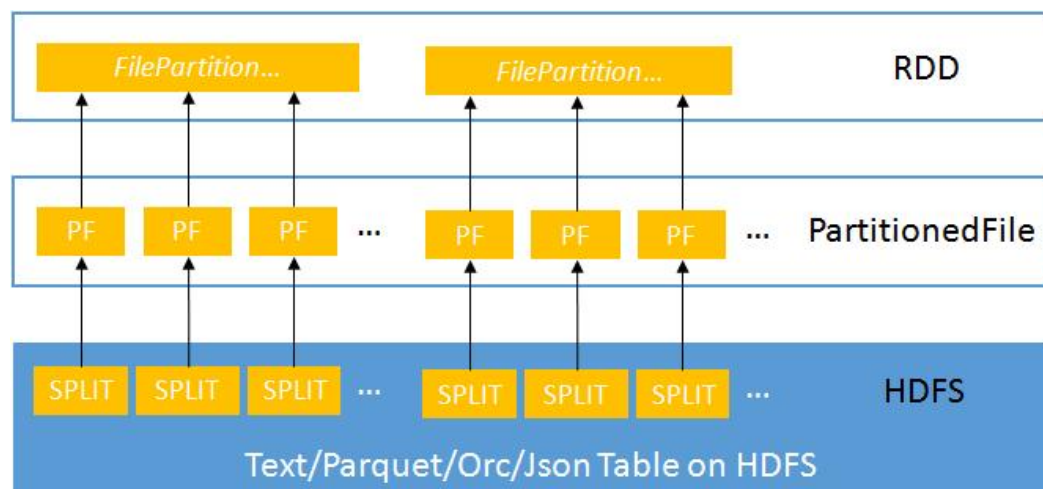 FilePartition... FilePartition... RDD
PF PF PF ... PF PF PF ... PartitionedFile
SPLIT SPLIT SPLIT ... SPLIT SPLIT SPLIT ... HDFS
Text/Parquet/Orc/Json Table on HDFS